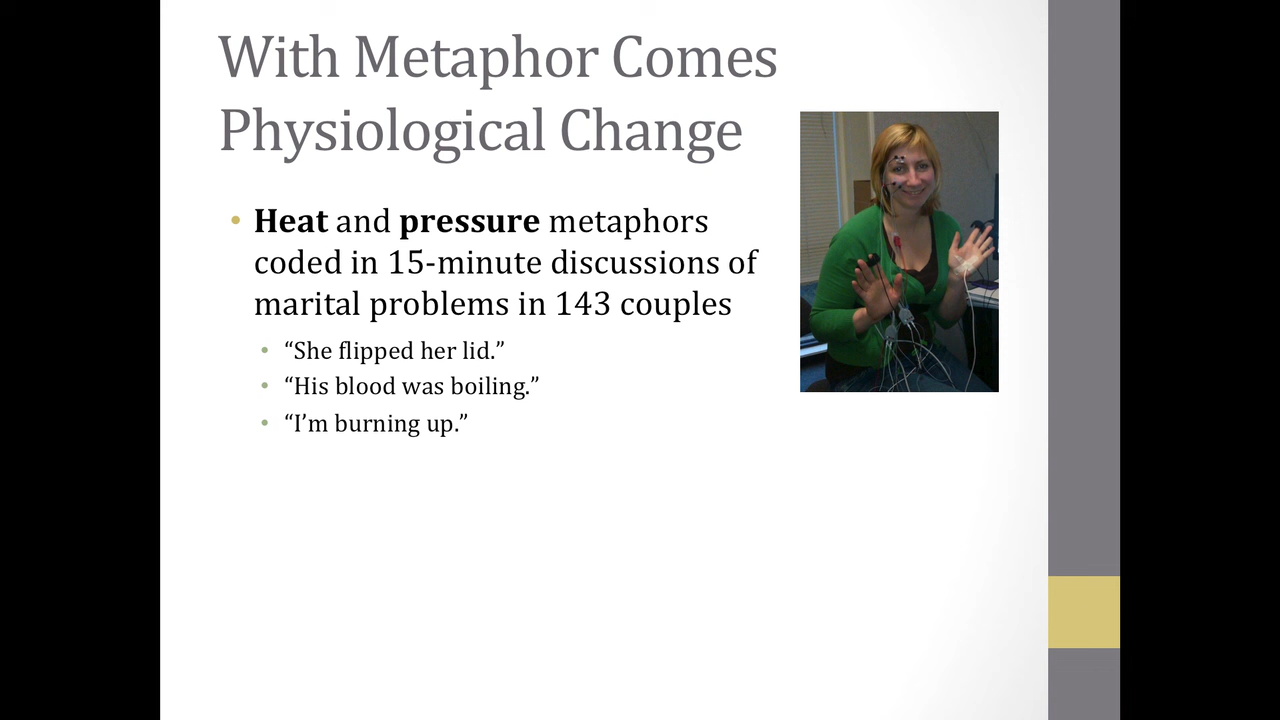 With Metaphor Comes
Physiological Change
• Heat and pressure metaphors
coded in 15-minute discussions of
marital problems in 143 couples
• “She flipped her lid.”
• “His blood was boiling.”
• “I’m burning up.”